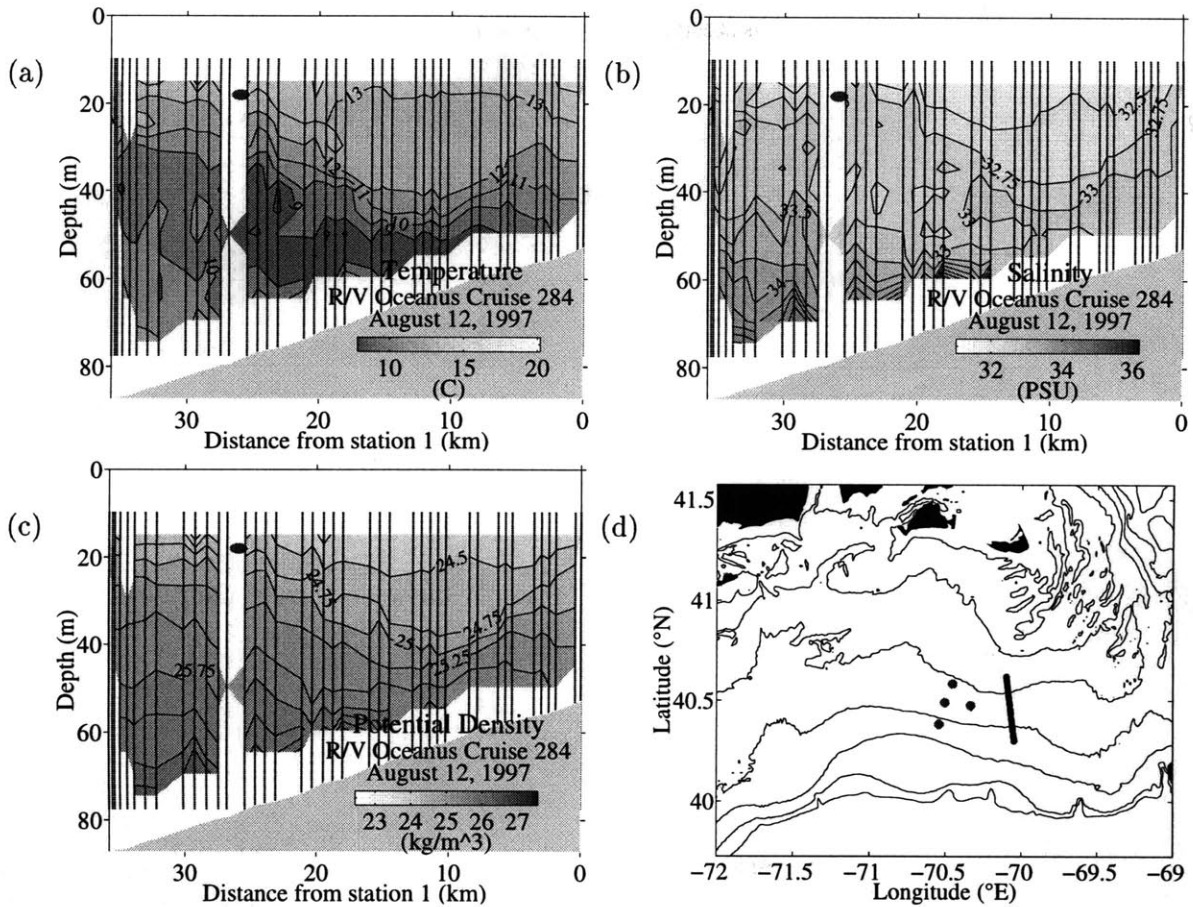 (a)
0
20
40
60
80
Depth (m)
13
13
12
11
12
11
9
10
10
Temperature
R/V Oceanus Cruise 284
August 12, 1997
10 15 20
(C)
30 20 10 0
Distance from station 1 (km)
(b)
0
20
40
60
80
Depth (m)
32.5
32.75
32.75
33
33
33
33.5
34
Salinity
R/V Oceanus Cruise 284
August 12, 1997
32 34 36
(PSU)
30 20 10 0
Distance from station 1 (km)
(c)
0
20
40
60
80
Depth (m)
24.5
24.75
24.75
25
25.25
25.75
Potential Density
R/V Oceanus Cruise 284
August 12, 1997
23 24 25 26 27
(kg/m^3)
30 20 10 0
Distance from station 1 (km)
(d)
41.5
41
40.5
40
Latitude (°N)
−72 −71.5 −71 −70.5 −70 −69.5 −69
Longitude (°E)